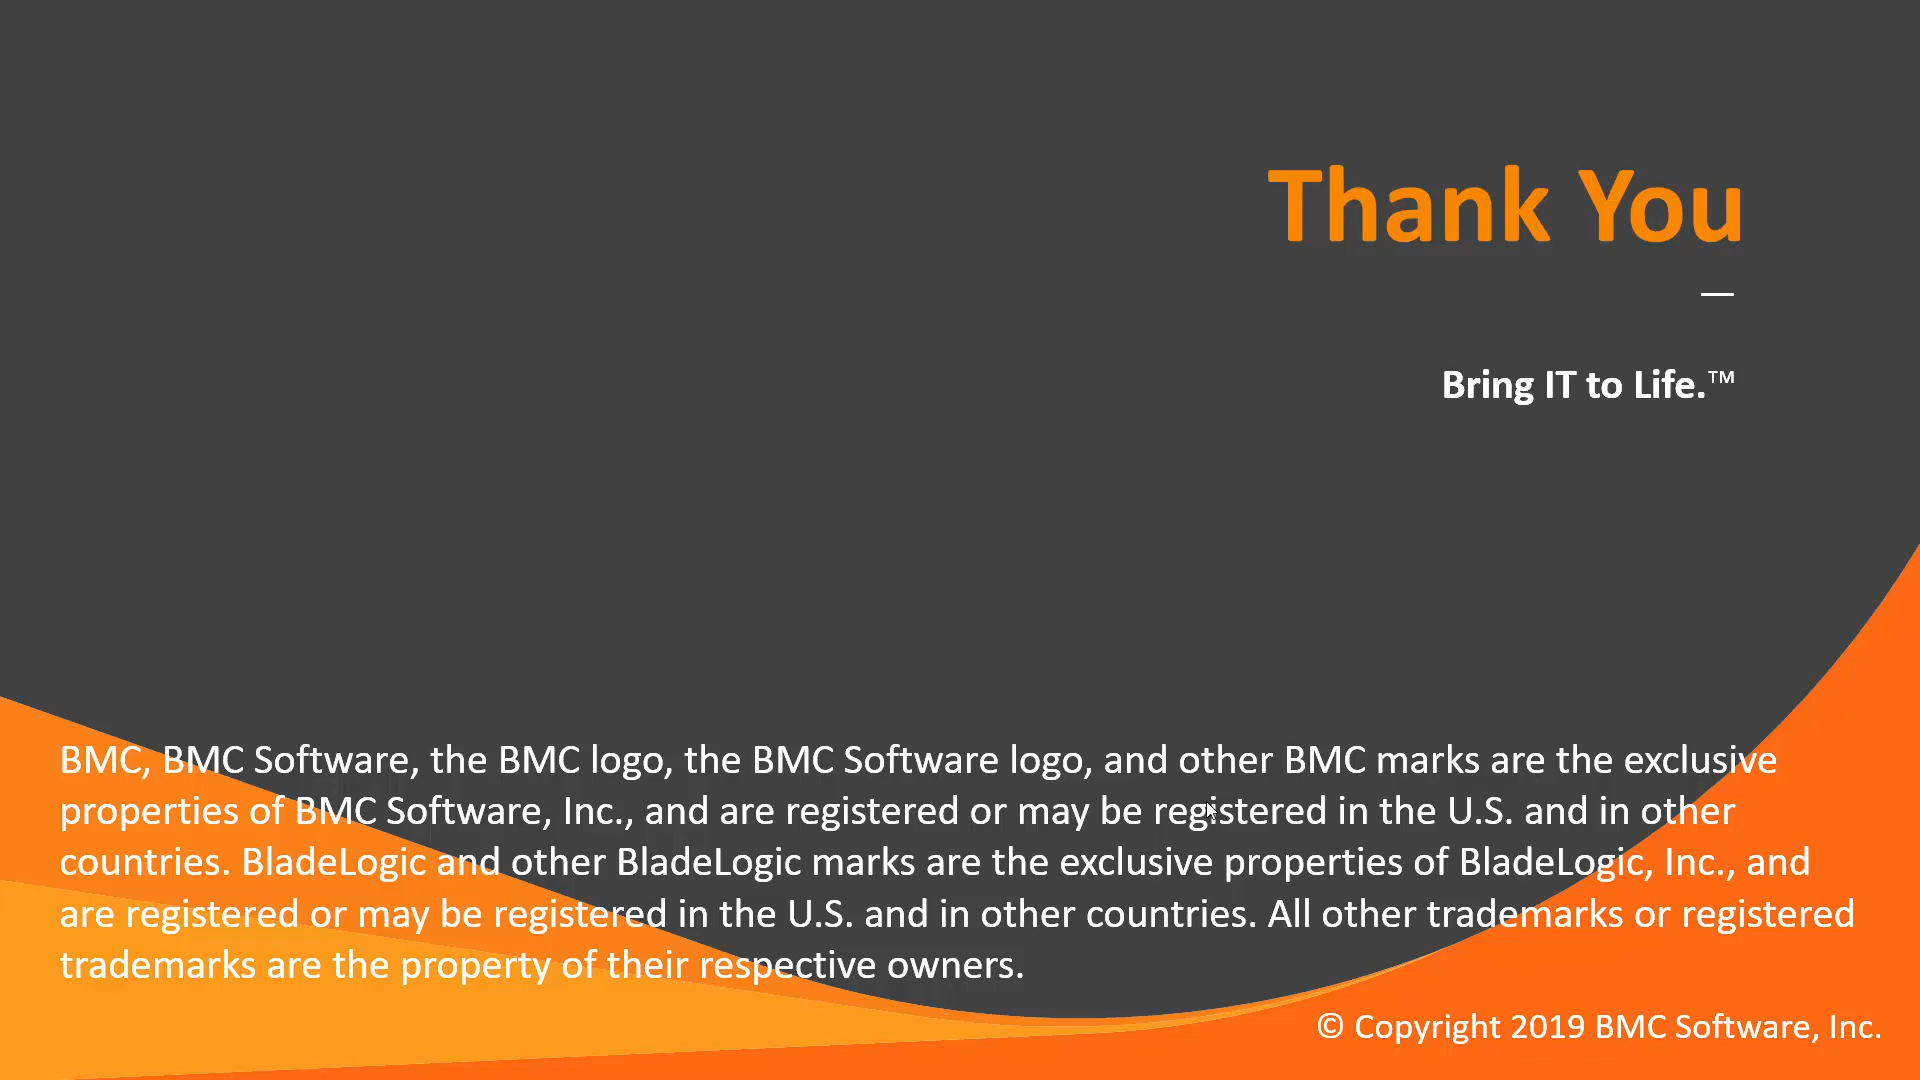 Thank You
Bring IT to Life.™
BMC, BMC Software, the BMC logo, the BMC Software logo, and other BMC marks are the exclusive
properties of BMC Software, Inc., and are registered or may be registered in the U.S. and in other
countries. BladeLogic and other BladeLogic marks are the exclusive properties of BladeLogic, Inc., and
are registered or may be registered in the U.S. and in other countries. All other trademarks or registered
trademarks are the property of their respective owners.
© Copyright 2019 BMC Software, Inc.